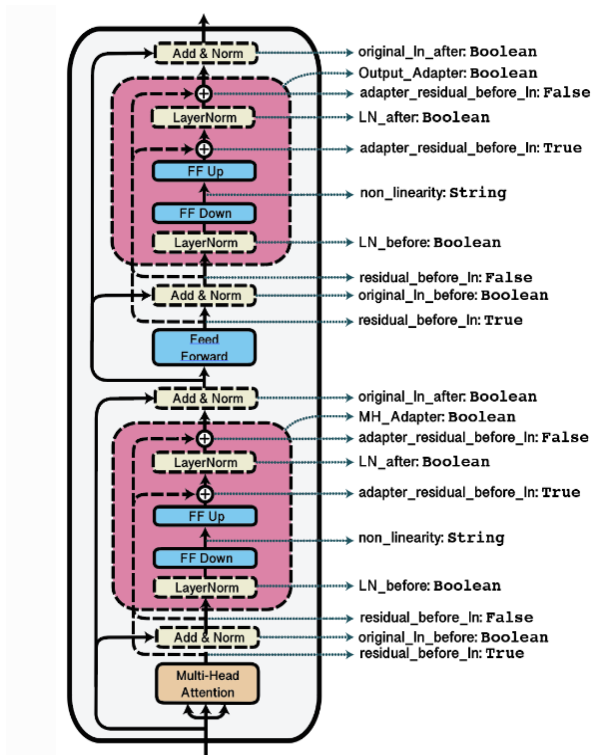 Add & Norm
original_ln_after: Boolean
Output_Adapter: Boolean
adapter_residual_before_ln: False
LayerNorm
LN_after: Boolean
adapter_residual_before_ln: True
FF Up
non_linearity: String
FF Down
LayerNorm
LN_before: Boolean
residual_before_ln: False
Add & Norm
original_ln_before: Boolean
residual_before_ln: True
Feed
Forward
Add & Norm
original_ln_after: Boolean
MH_Adapter: Boolean
adapter_residual_before_ln: False
LayerNorm
LN_after: Boolean
adapter_residual_before_ln: True
FF Up
non_linearity: String
FF Down
LayerNorm
LN_before: Boolean
residual_before_ln: False
Add & Norm
original_ln_before: Boolean
residual_before_ln: True
Multi-Head
Attention